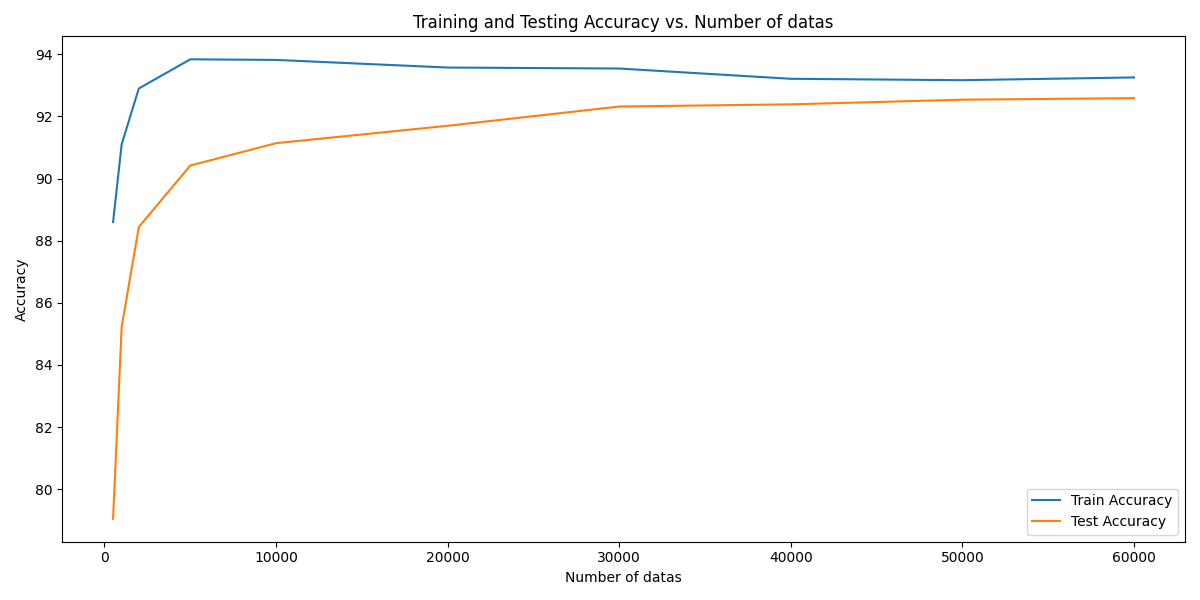 Training and Testing Accuracy vs. Number of datas
94
92
90
88
86
84
82
80
Accuracy
0 10000 20000 30000 40000 50000 60000
Number of datas
Train Accuracy
Test Accuracy